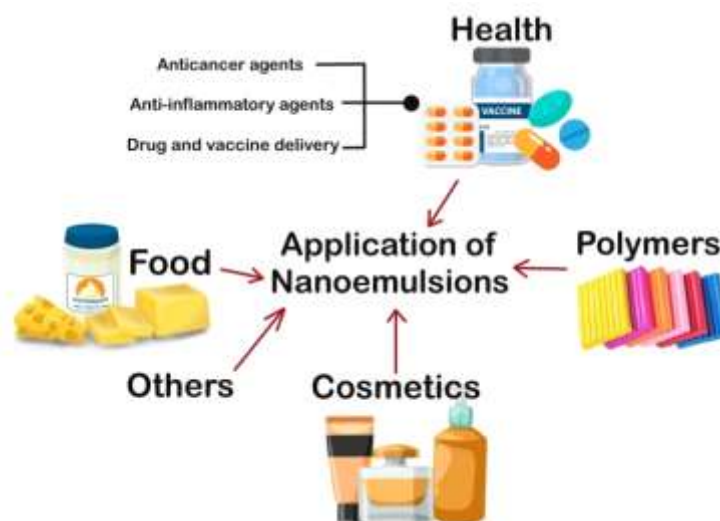 Health
Anticancer agents
Anti-inflammatory agents
Drug and vaccine delivery
VACCINE
Application of
Nanoemulsions
Food
Polymers
Others
Cosmetics